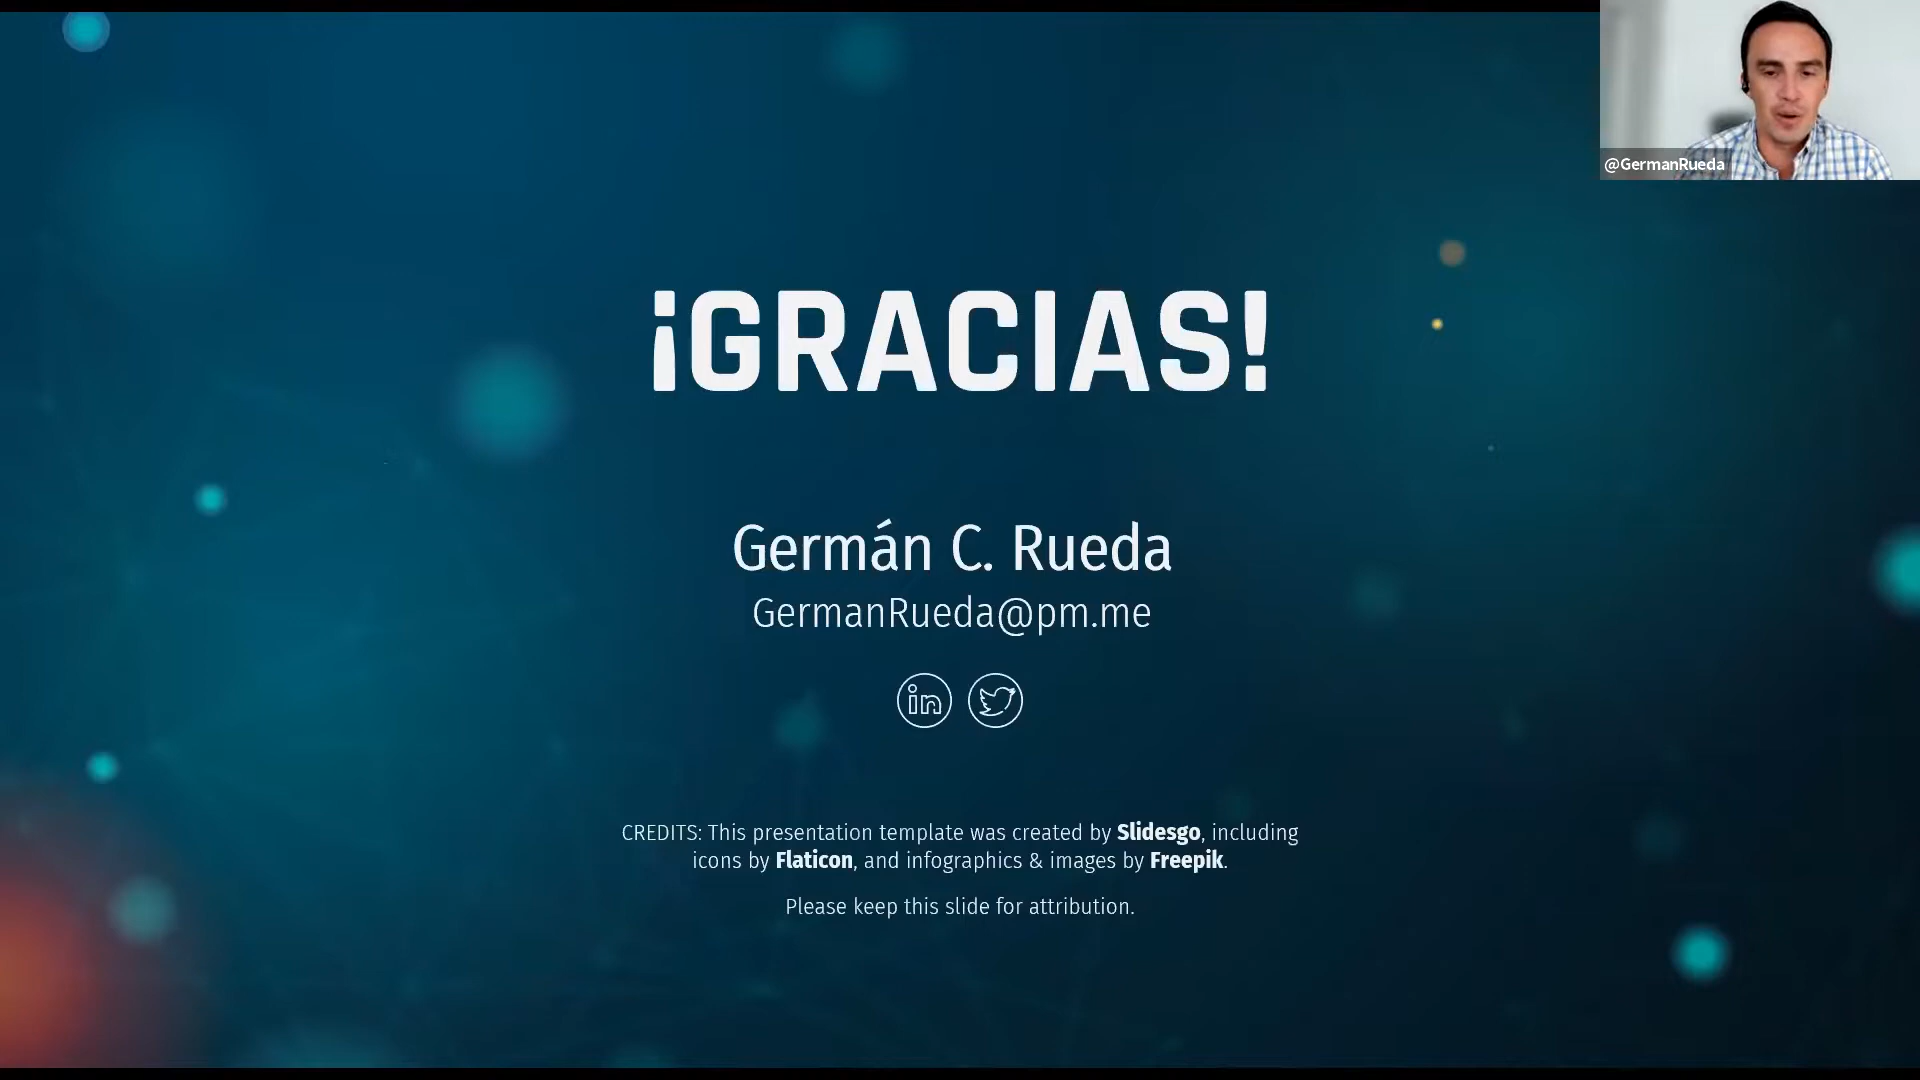 @GermanRueda
¡GRACIAS!
Germán C. Rueda
GermanRueda@pm.me
in
CREDITS: This presentation template was created by Slidesgo, including
icons by Flaticon, and infographics & images by Freepik.
Please keep this slide for attribution.